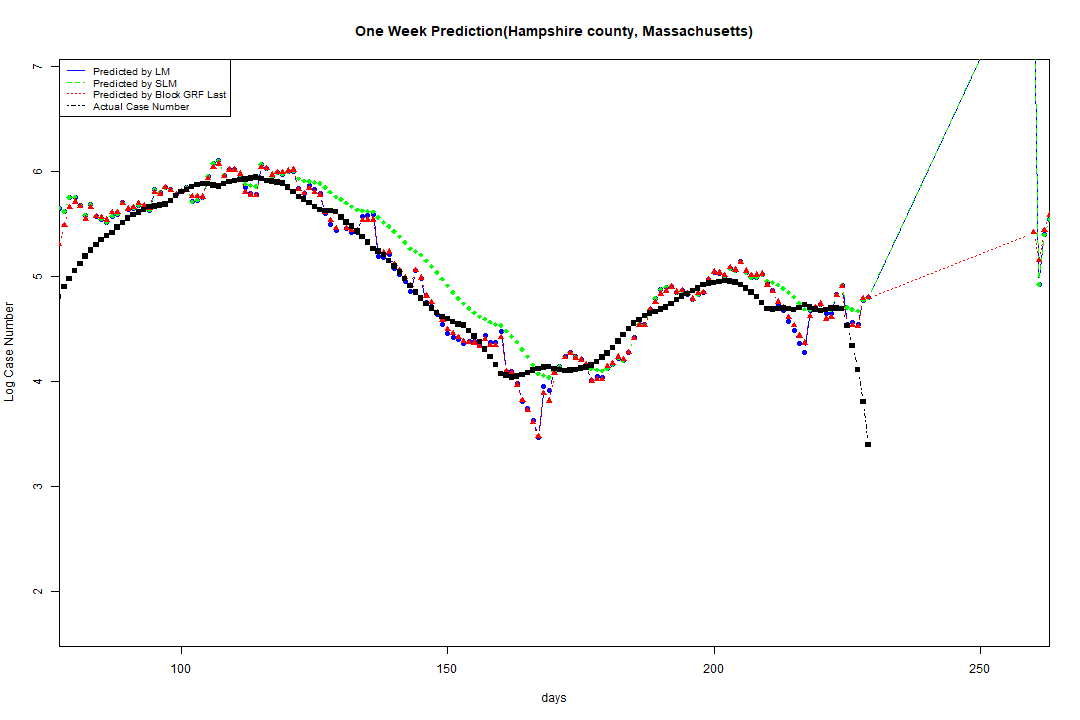 One Week Prediction(Hampshire county, Massachusetts)
Predicted by LM
Predicted by SLM
Predicted by Block GRF Last
Actual Case Number
7
6
5
4
3
2
Log Case Number
100 150 200 250
days